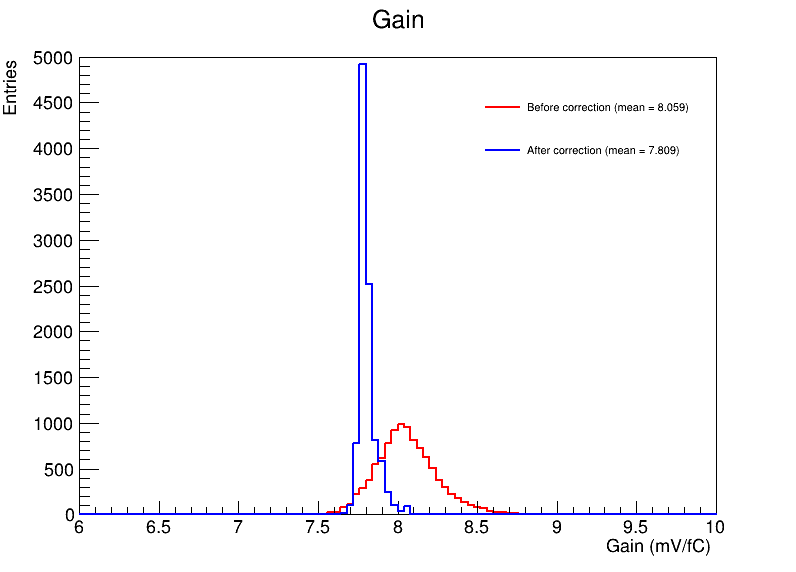 Gain
Entries
5000
4500
4000
3500
3000
2500
2000
1500
1000
500
0
Before correction (mean = 8.059)
After correction (mean = 7.809)
6 6.5 7 7.5 8 8.5 9 9.5 10
Gain (mV/fC)